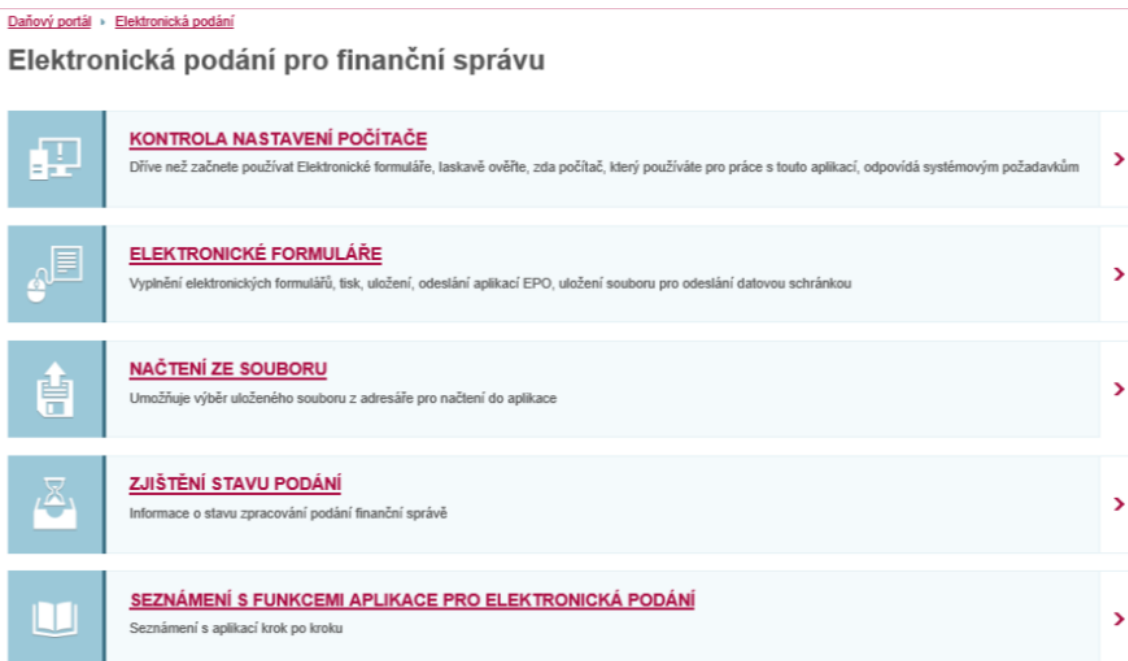 Daňový portál › Elektronická podání
Elektronická podání pro finanční správu
KONTROLA NASTAVENÍ POČÍTAČE
Dříve než začnete používat Elektronické formuláře, laskavě ověřte, zda počítač, který používáte pro práce s touto aplikací, odpovídá systémovým požadavkům
ELEKTRONICKÉ FORMULÁŘE
Vyplnění elektronických formulářů, tisk, uložení, odeslání aplikací EPO, uložení souboru pro odeslání datovou schránkou
NAČTENÍ ZE SOUBORU
Umožňuje výběr uloženého souboru z adresáře pro načtení do aplikace
ZJIŠTĚNÍ STAVU PODÁNÍ
Informace o stavu zpracování podání finanční správě
SEZNÁMENÍ S FUNKCEMI APLIKACE PRO ELEKTRONICKÁ PODÁNÍ
Seznámení s aplikací krok po kroku